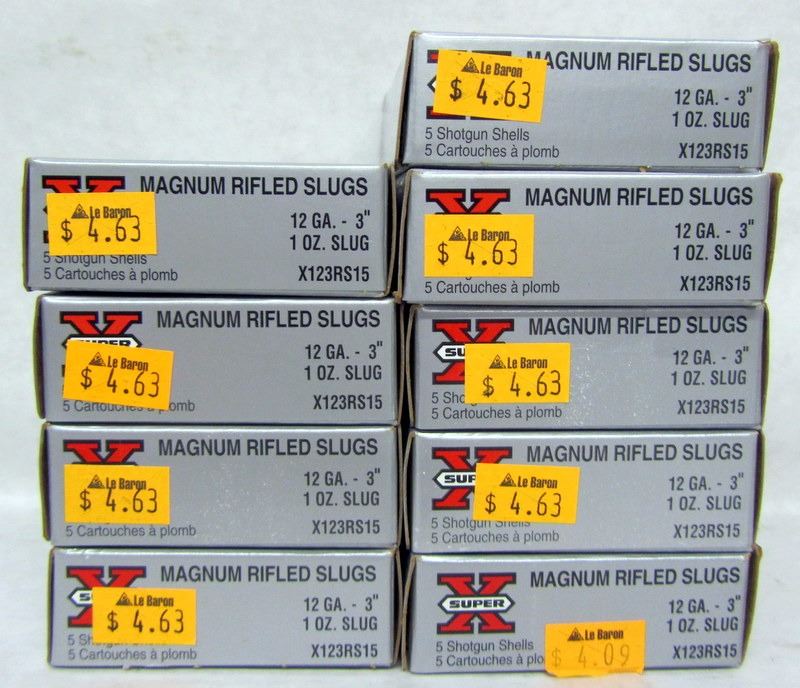 MAGNUM RIFLED SLUGS
Le Baron
$ 4.63
12 GA. - 3"
1 OZ. SLUG
5 Shotgun Shells
5 Cartouches à plomb
X123RS15
MAGNUM RIFLED SLUGS
Le Baron
$ 4.63
12 GA. - 3"
1 OZ. SLUG
5 Shotgun Shells
5 Cartouches à plomb
X123RS15
X
MAGNUM RIFLED SLUGS
Le Baron
$ 4.63
12 GA. - 3"
1 OZ. SLUG
5 Cartouches à plomb
X123RS15
X
SUPER
MAGNUM RIFLED SLUGS
Le Baron
$ 4.63
12 GA. - 3"
1 OZ. SLUG
5 Cartouches à plomb
X123RS15
X
MAGNUM RIFLED SLUGS
Le Baron
$ 4.63
12 GA. - 3"
1 OZ. SLUG
5
5 Cartouches à plomb
X123RS15
X
MAGNUM RIFLED SLUGS
Le Baron
$ 4.63
12 GA. - 3"
1 OZ. SLUG
5 Cartouches à plomb
X123RS15
X
MAGNUM RIFLED SLUGS
Le Baron
$ 4.63
12 GA. - 3"
1 OZ. SLUG
5 Shotgun Shells
5 Cartouches à plomb
X123RS15
X
MAGNUM RIFLED SLUGS
Le Baron
$ 4.63
12 GA. - 3"
1 OZ. SLUG
5 Shotgun Shells
5 Cartouches à plomb
X123RS15
X
SUPER
MAGNUM RIFLED SLUGS
12 GA. - 3"
1 OZ. SLUG
5 Shotgun Shells
5 Cartouches à plo
Le Baron
$ 4.09
X123RS15